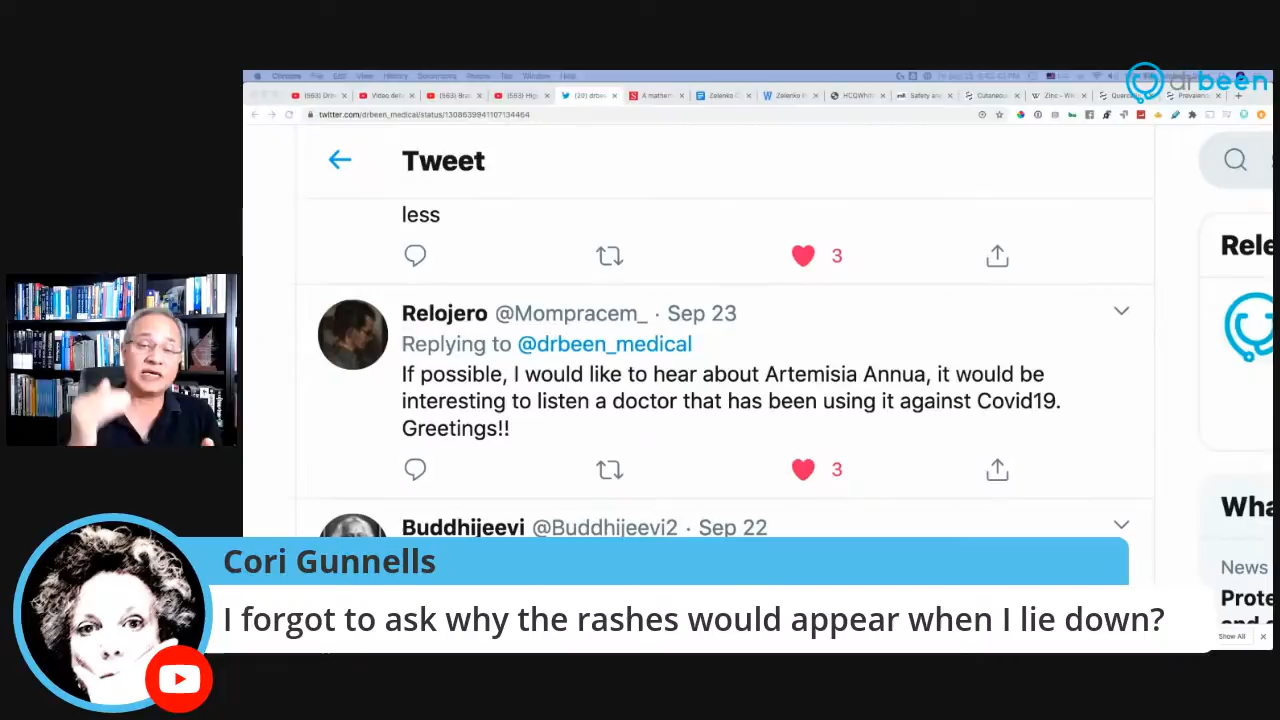 drbeen
twitter.com/drbeen_medical/status/1308639941107134464
Tweet
less
3
Rele
Relojero @Mompracem_ · Sep 23
Replying to @drbeen_medical
If possible, I would like to hear about Artemisia Annua, it would be
interesting to listen a doctor that has been using it against Covid19.
Greetings!!
3
Wha
Buddhijeevi @Buddhijeevi2 · Sep 22
News
Prote
Show All
Cori Gunnells
I forgot to ask why the rashes would appear when I lie down?